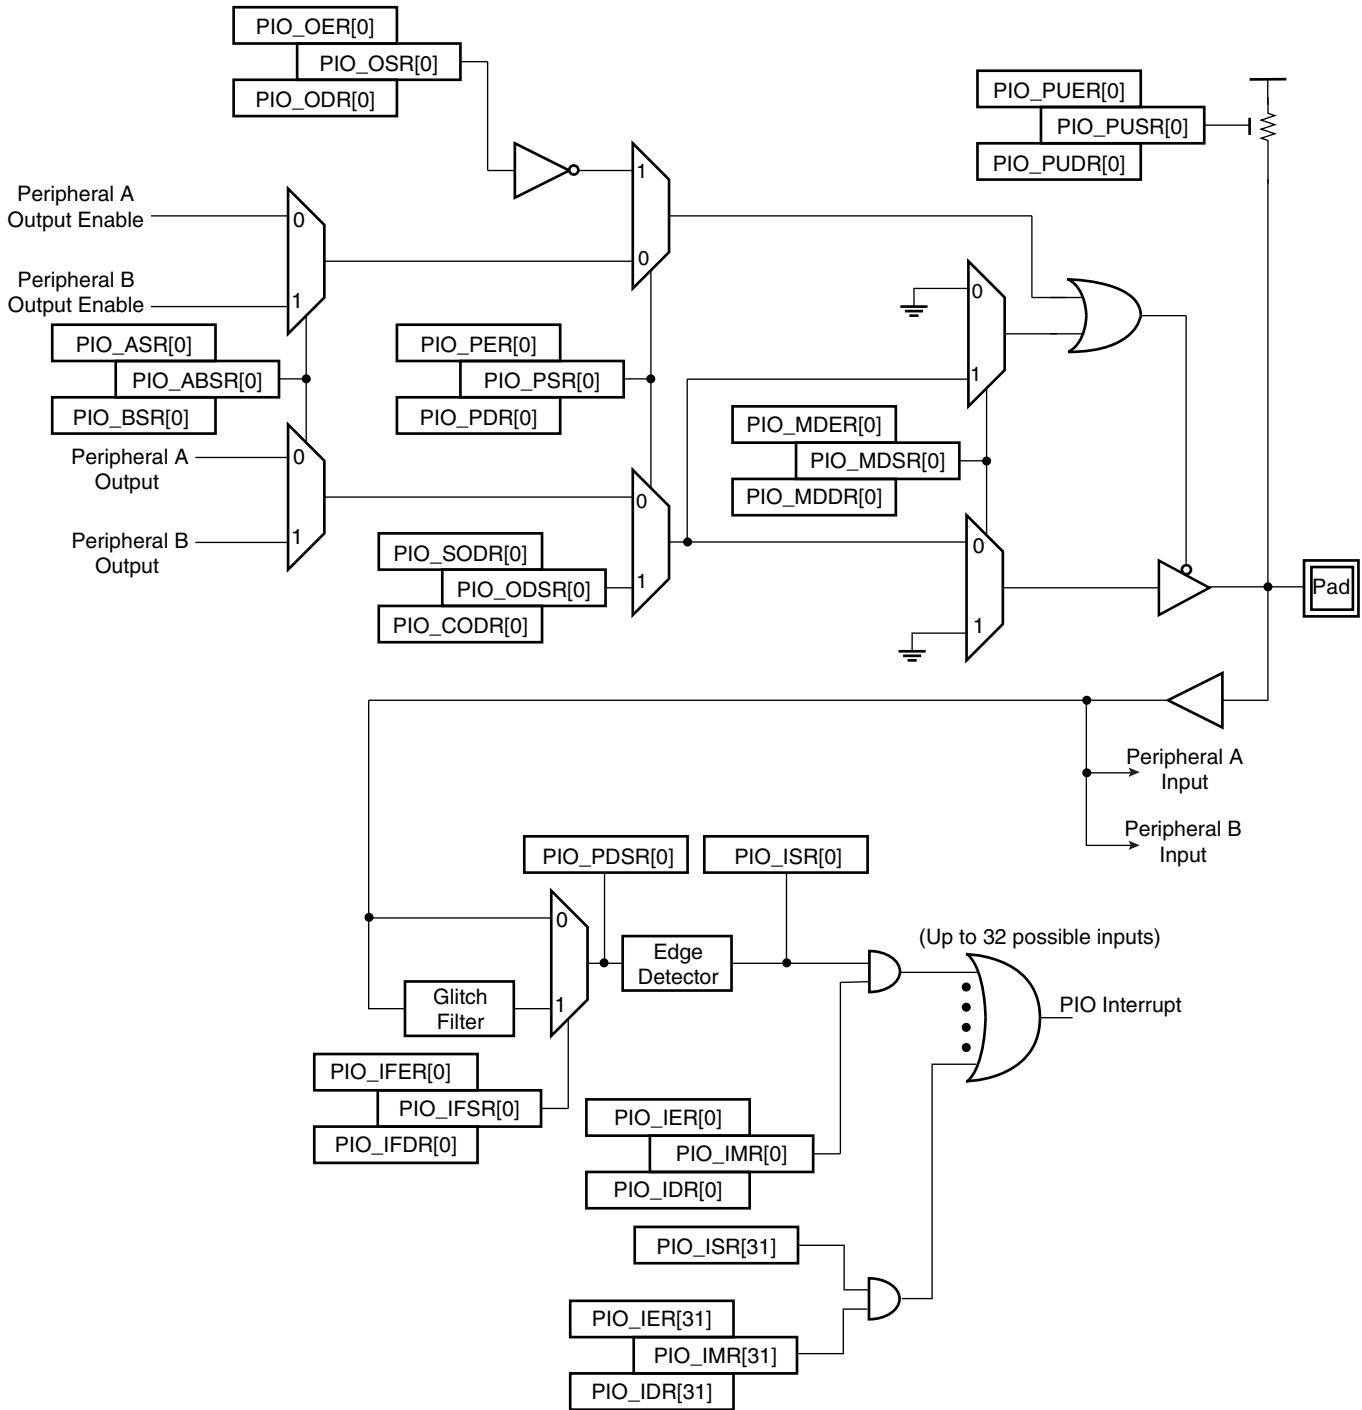 PIO_OER[0]
PIO_OSR[0]
PIO_ODR[0]
PIO_PUER[0]
PIO_PUSR[0]
PIO_PUDR[0]
1
0
Peripheral A
Output Enable
0
Peripheral B
Output Enable
1
0
1
PIO_ASR[0]
PIO_ABSR[0]
PIO_BSR[0]
PIO_PER[0]
PIO_PSR[0]
PIO_PDR[0]
PIO_MDER[0]
PIO_MDSR[0]
PIO_MDDR[0]
Peripheral A
Output
0
Peripheral B
Output
1
0
1
PIO_SODR[0]
PIO_ODSR[0]
PIO_CODR[0]
0
1
Pad
Peripheral A
Input
Peripheral B
Input
PIO_PDSR[0]
PIO_ISR[0]
0
1
Edge
Detector
Glitch
Filter
(Up to 32 possible inputs)
PIO Interrupt
PIO_IFER[0]
PIO_IFSR[0]
PIO_IFDR[0]
PIO_IER[0]
PIO_IMR[0]
PIO_IDR[0]
PIO_ISR[31]
PIO_IER[31]
PIO_IMR[31]
PIO_IDR[31]